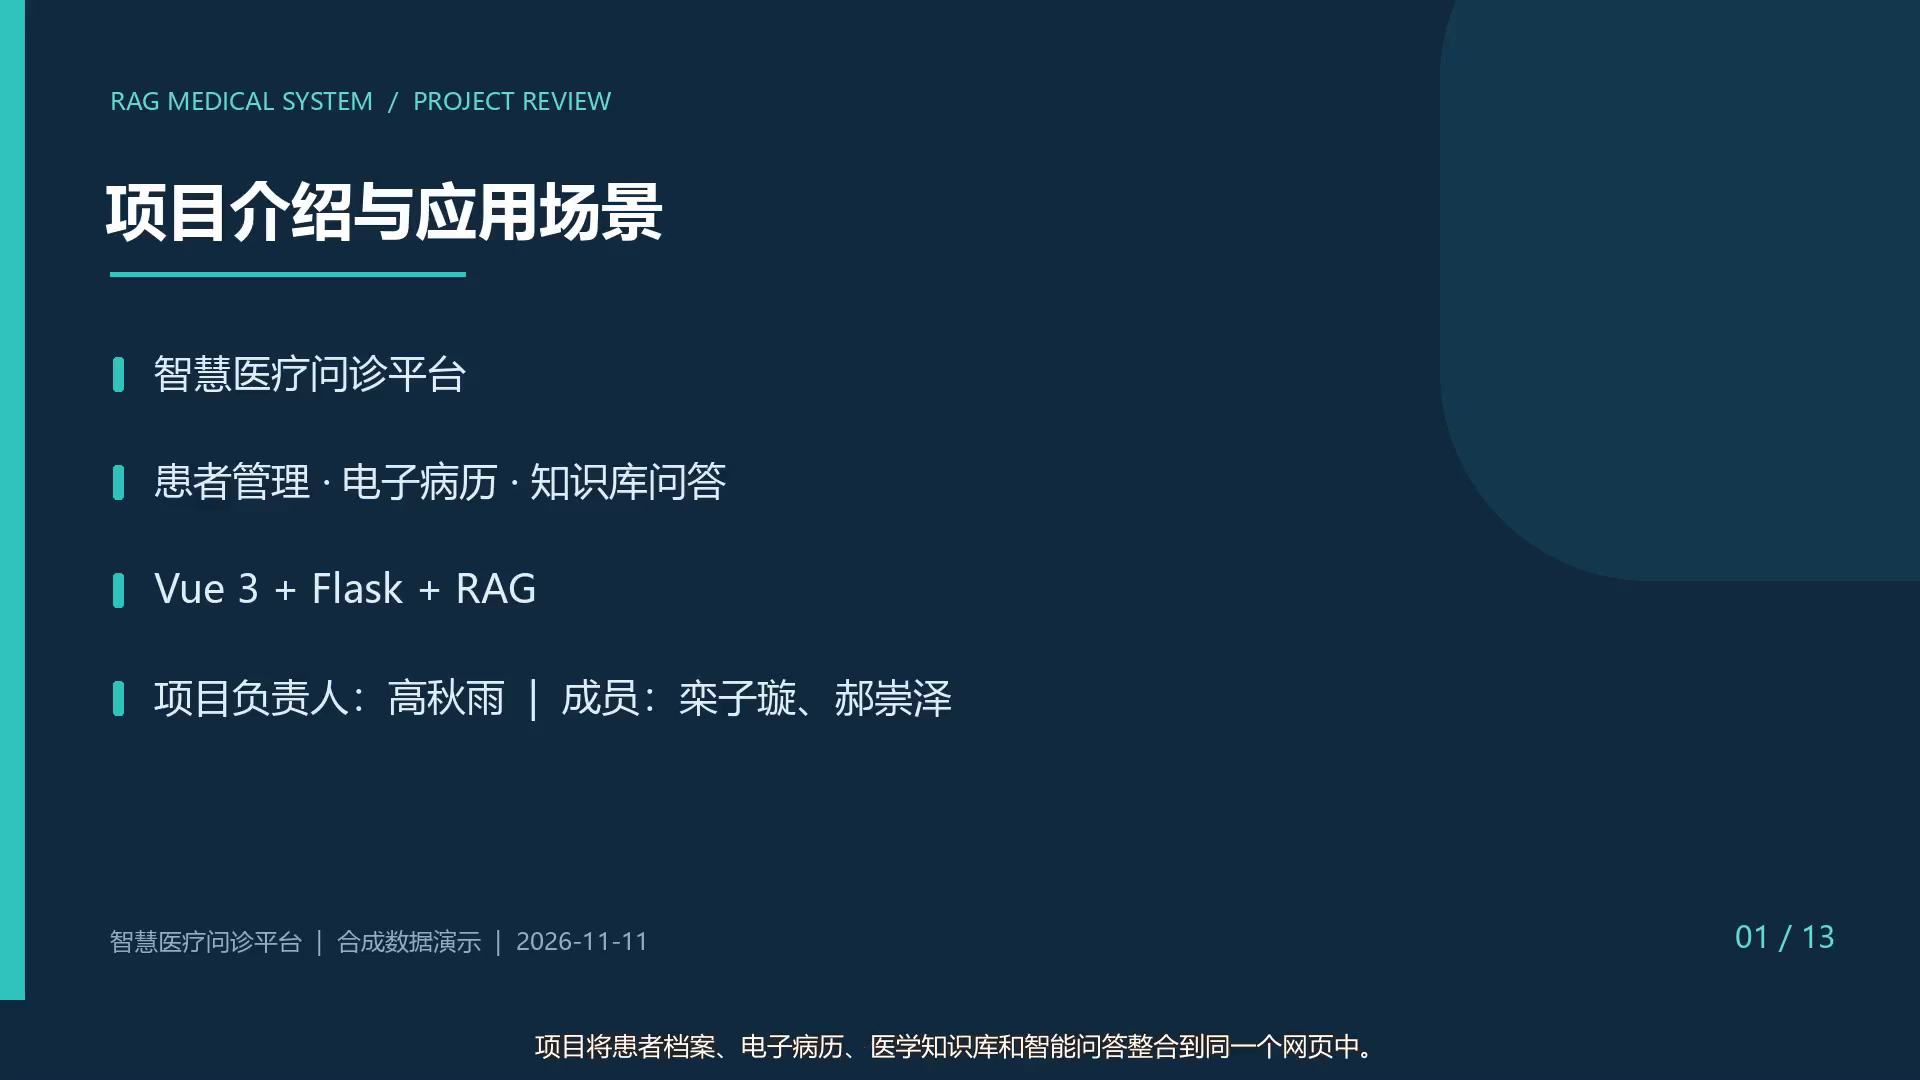 RAG MEDICAL SYSTEM / PROJECT REVIEW
项目介绍与应用场景
智慧医疗问诊平台
患者管理 · 电子病历 · 知识库问答
Vue 3 + Flask + RAG
项目负责人：高秋雨 | 成员：栾子璇、郝崇泽
智慧医疗问诊平台 | 合成数据演示 | 2026-11-11
01 / 13
项目将患者档案、电子病历、医学知识库和智能问答整合到同一个网页中。